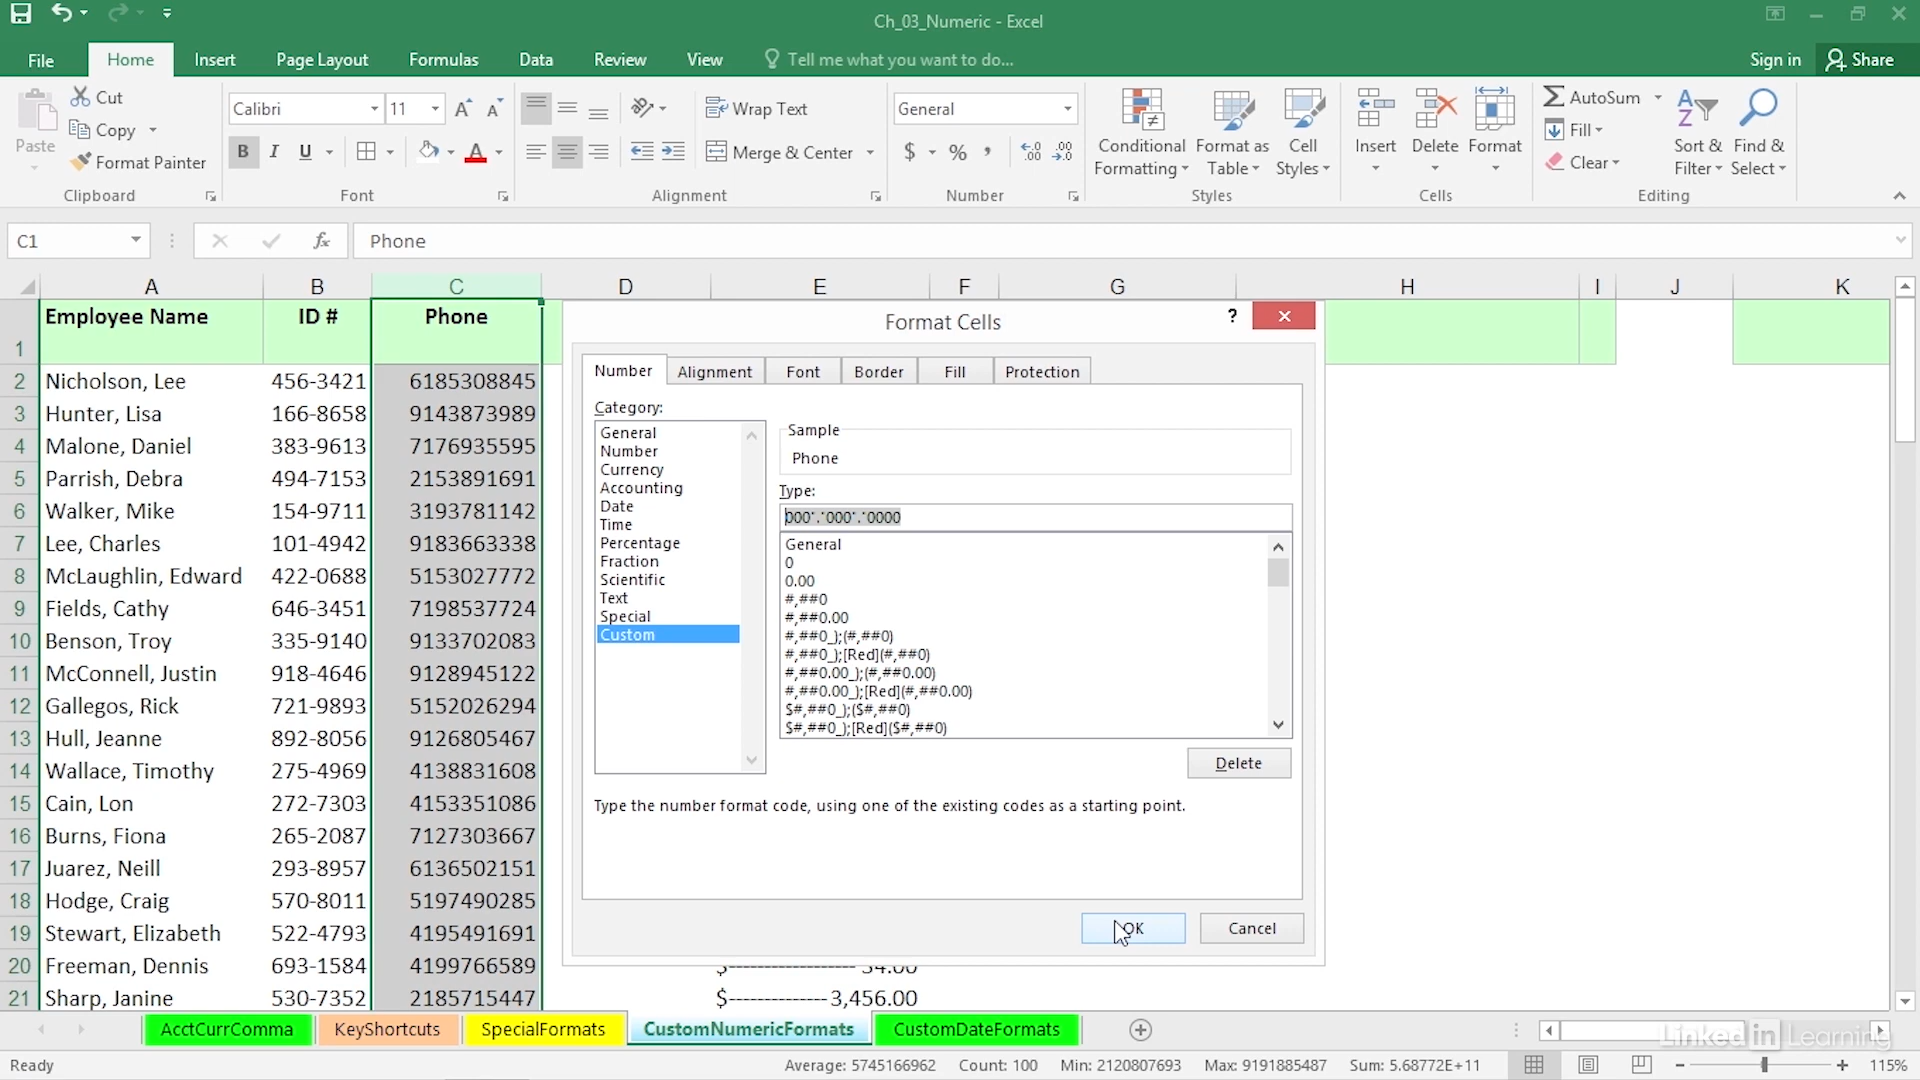 Ch_03_Numeric - Excel
File Home Insert Page Layout Formulas Data Review View Tell me what you want to do... Sign in Share
Paste Cut Copy Format Painter Clipboard
Calibri 11 B I U A Font
Wrap Text Merge & Center Alignment
General $ % , Number
Conditional Formatting Format as Table Cell Styles Styles
Insert Delete Format Cells
AutoSum Fill Clear Sort & Filter Find & Select Editing
C1 fx Phone
A B C D E F G H I J K
1 Employee Name ID # Phone
2 Nicholson, Lee 456-3421 6185308845
3 Hunter, Lisa 166-8658 9143873989
4 Malone, Daniel 383-9613 7176935595
5 Parrish, Debra 494-7153 2153891691
6 Walker, Mike 154-9711 3193781142
7 Lee, Charles 101-4942 9183663338
8 McLaughlin, Edward 422-0688 5153027772
9 Fields, Cathy 646-3451 7198537724
10 Benson, Troy 335-9140 9133702083
11 McConnell, Justin 918-4646 9128945122
12 Gallegos, Rick 721-9893 5152026294
13 Hull, Jeanne 892-8056 9126805467
14 Wallace, Timothy 275-4969 4138831608
15 Cain, Lon 272-7303 4153351086
16 Burns, Fiona 265-2087 7127303667
17 Juarez, Neill 293-8957 6136502151
18 Hodge, Craig 570-8011 5197490285
19 Stewart, Elizabeth 522-4793 4195491691
20 Freeman, Dennis 693-1584 4199766589
21 Sharp, Janine 530-7352 2185715447 $--------------3,456.00
Format Cells ?
Number Alignment Font Border Fill Protection
Category:
General
Number
Currency
Accounting
Date
Time
Percentage
Fraction
Scientific
Text
Special
Custom
Sample
Phone
Type:
000"."000"."0000
General
0
0.00
#,##0
#,##0.00
#,##0_);(#,##0)
#,##0_);[Red](#,##0)
#,##0.00_);(#,##0.00)
#,##0.00_);[Red](#,##0.00)
$#,##0_);($#,##0)
$#,##0_);[Red]($#,##0)
Delete
Type the number format code, using one of the existing codes as a starting point.
OK Cancel
AcctCurrComma KeyShortcuts SpecialFormats CustomNumericFormats CustomDateFormats
Linked in Learning
Ready Average: 5745166962 Count: 100 Min: 2120807693 Max: 9191885487 Sum: 5.68772E+11 115%